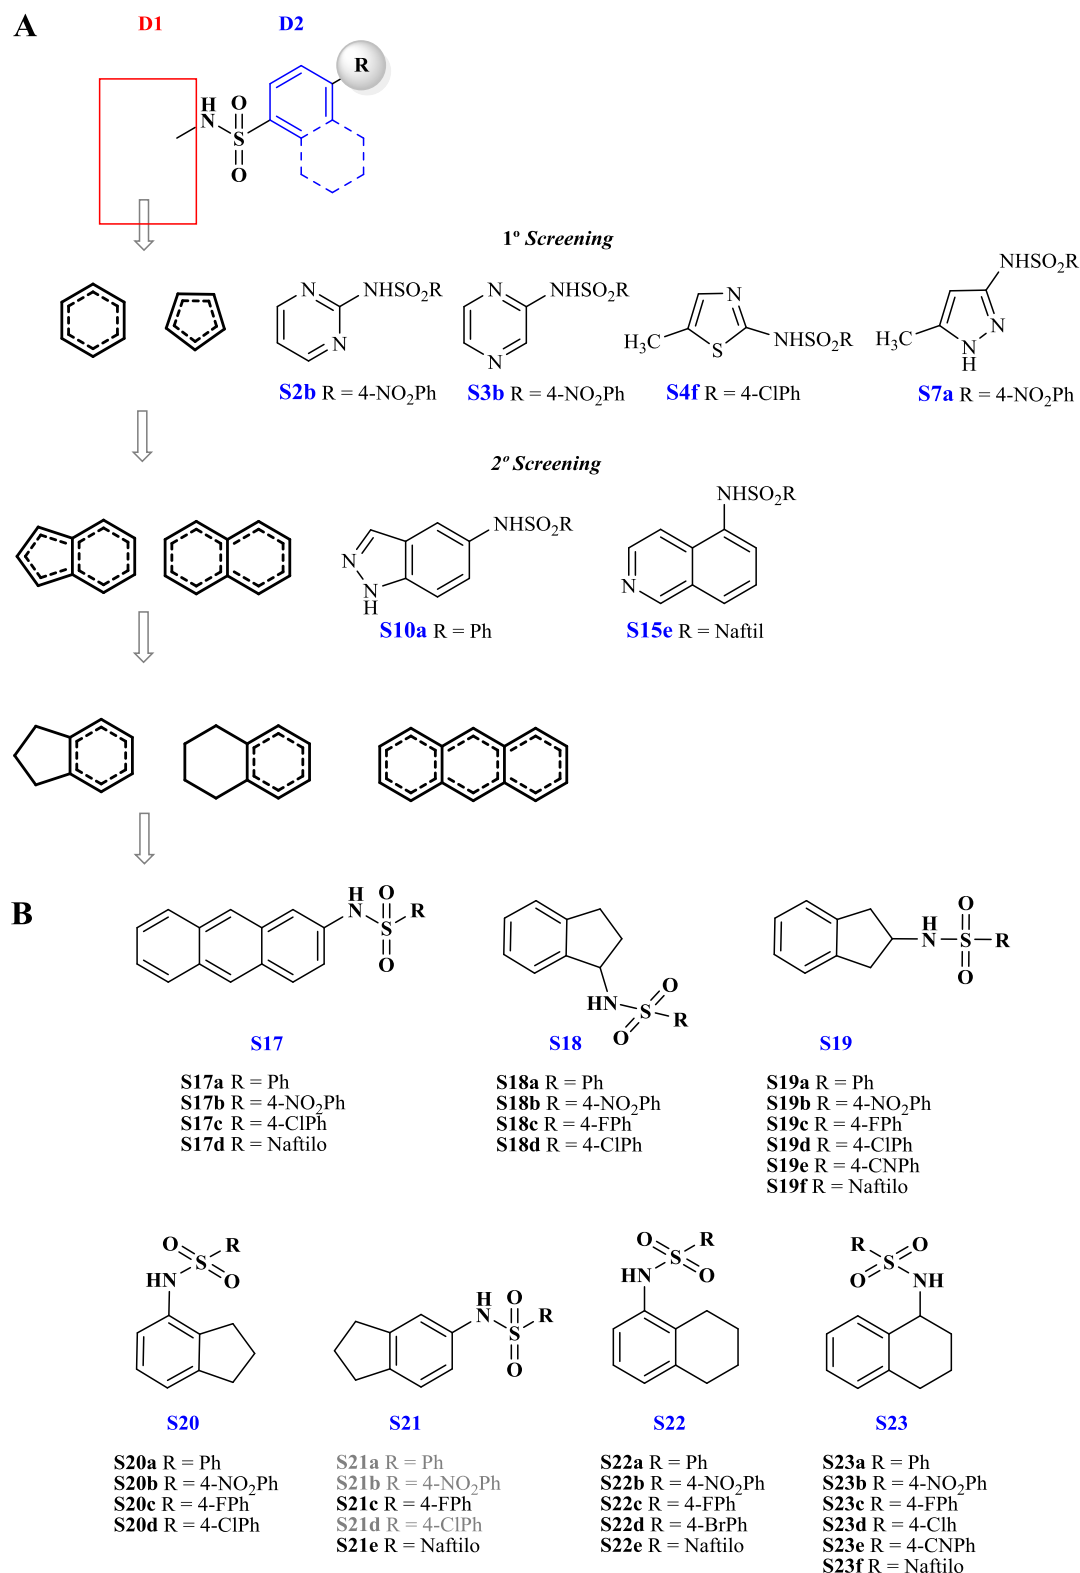 A
D1 D2
R
H
N O
S
O
1º Screening
N NHSO2R
N
S2b R = 4-NO2Ph
N NHSO2R
N
S3b R = 4-NO2Ph
N
H3C S NHSO2R
S4f R = 4-ClPh
NHSO2R
N
H3C N
H
S7a R = 4-NO2Ph
2º Screening
NHSO2R
N
N
H
S10a R = Ph
NHSO2R
N
S15e R = Naftil
B
H O
N S R
O
S17
S17a R = Ph
S17b R = 4-NO2Ph
S17c R = 4-ClPh
S17d R = Naftilo
HN O
S
O R
S18
S18a R = Ph
S18b R = 4-NO2Ph
S18c R = 4-FPh
S18d R = 4-ClPh
H O
N S R
O
S19
S19a R = Ph
S19b R = 4-NO2Ph
S19c R = 4-FPh
S19d R = 4-ClPh
S19e R = 4-CNPh
S19f R = Naftilo
O R
S
HN O
S20
S20a R = Ph
S20b R = 4-NO2Ph
S20c R = 4-FPh
S20d R = 4-ClPh
H O
N S R
O
S21
S21a R = Ph
S21b R = 4-NO2Ph
S21c R = 4-FPh
S21d R = 4-ClPh
S21e R = Naftilo
O R
S
HN O
S22
S22a R = Ph
S22b R = 4-NO2Ph
S22c R = 4-FPh
S22d R = 4-BrPh
S22e R = Naftilo
R O
S
O NH
S23
S23a R = Ph
S23b R = 4-NO2Ph
S23c R = 4-FPh
S23d R = 4-Clh
S23e R = 4-CNPh
S23f R = Naftilo